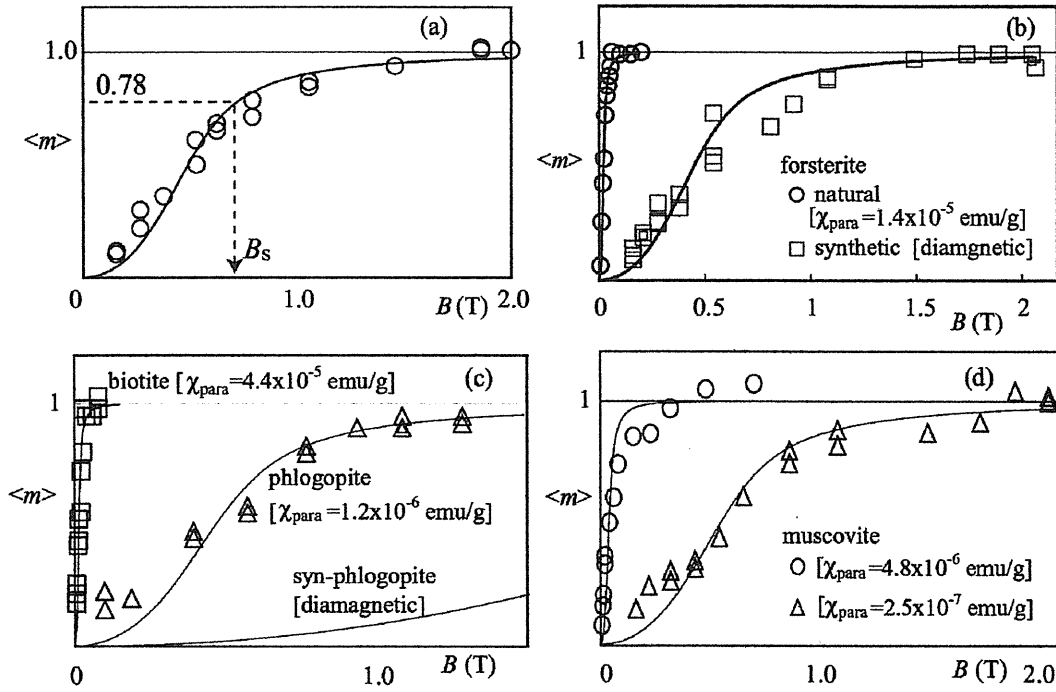 (a)
1.0
0.78
<m>
Bs
0
1.0
2.0
B (T)
(b)
1
<m>
forsterite
natural
[χpara=1.4x10-5 emu/g]
synthetic [diamgnetic]
0
0.5
1
2
B (T)
(c)
biotite [χpara=4.4x10-5 emu/g]
1
<m>
phlogopite
[χpara=1.2x10-6 emu/g]
syn-phlogopite
[diamagnetic]
0
1.0
B (T)
(d)
1
<m>
muscovite
[χpara=4.8x10-6 emu/g]
[χpara=2.5x10-7 emu/g]
0
1.0
2.0
B (T)